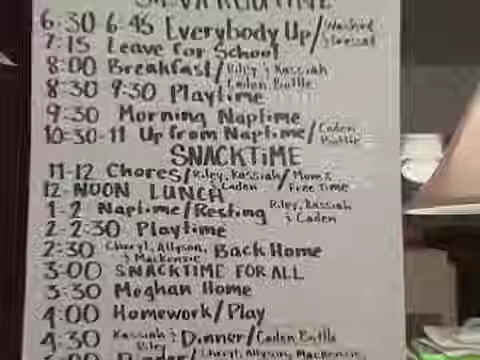 6:30 6-45 Everybody Up/Washed
Dressed
7:15 Leave for School
8:00 Breakfast/Riley & Kassiah
Caden Bottle
8:30 9:30 Playtime
9:30 Morning Naptime
10:30-11 Up from Naptime/Caden
Bottle
SNACKTIME
11-12 Chores/Riley, Kassiah/Mom's
Caden Free Time
12-NOON LUNCH
1-2 Naptime/Resting Riley, Kassiah
& Caden
2-2:30 Playtime
2:30 Cheryl, Allyson, Back Home
& Mackenzie
3:00 SNACKTIME FOR ALL
3:30 Meghan Home
4:00 Homework/Play
4:30 Kassiah & Dinner/Caden Bottle
Riley
Cheryl, Allyson, Mackenzie